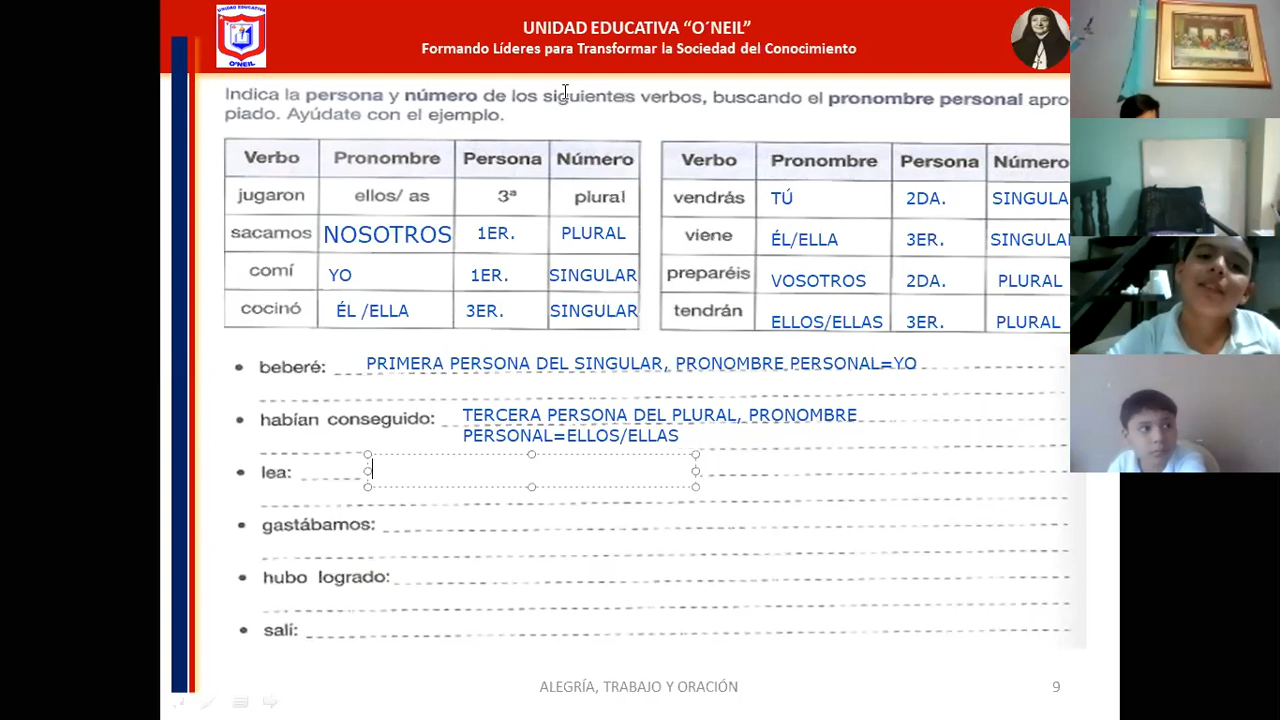 UNIDAD EDUCATIVA
O´NEIL
UNIDAD EDUCATIVA “O´NEIL”
Formando Líderes para Transformar la Sociedad del Conocimiento
Indica la persona y número de los siguientes verbos, buscando el pronombre personal apro
piado. Ayúdate con el ejemplo.
Verbo Pronombre Persona Número
jugaron ellos/ as 3ª plural
sacamos NOSOTROS 1ER. PLURAL
comí YO 1ER. SINGULAR
cocinó ÉL /ELLA 3ER. SINGULAR
Verbo Pronombre Persona Número
vendrás TÚ 2DA. SINGULA
viene ÉL/ELLA 3ER. SINGULA
preparéis VOSOTROS 2DA. PLURAL
tendrán ELLOS/ELLAS 3ER. PLURAL
• beberé: PRIMERA PERSONA DEL SINGULAR, PRONOMBRE PERSONAL=YO
• habían conseguido: TERCERA PERSONA DEL PLURAL, PRONOMBRE
PERSONAL=ELLOS/ELLAS
• lea:
• gastábamos:
• hubo logrado:
• salí:
ALEGRÍA, TRABAJO Y ORACIÓN 9